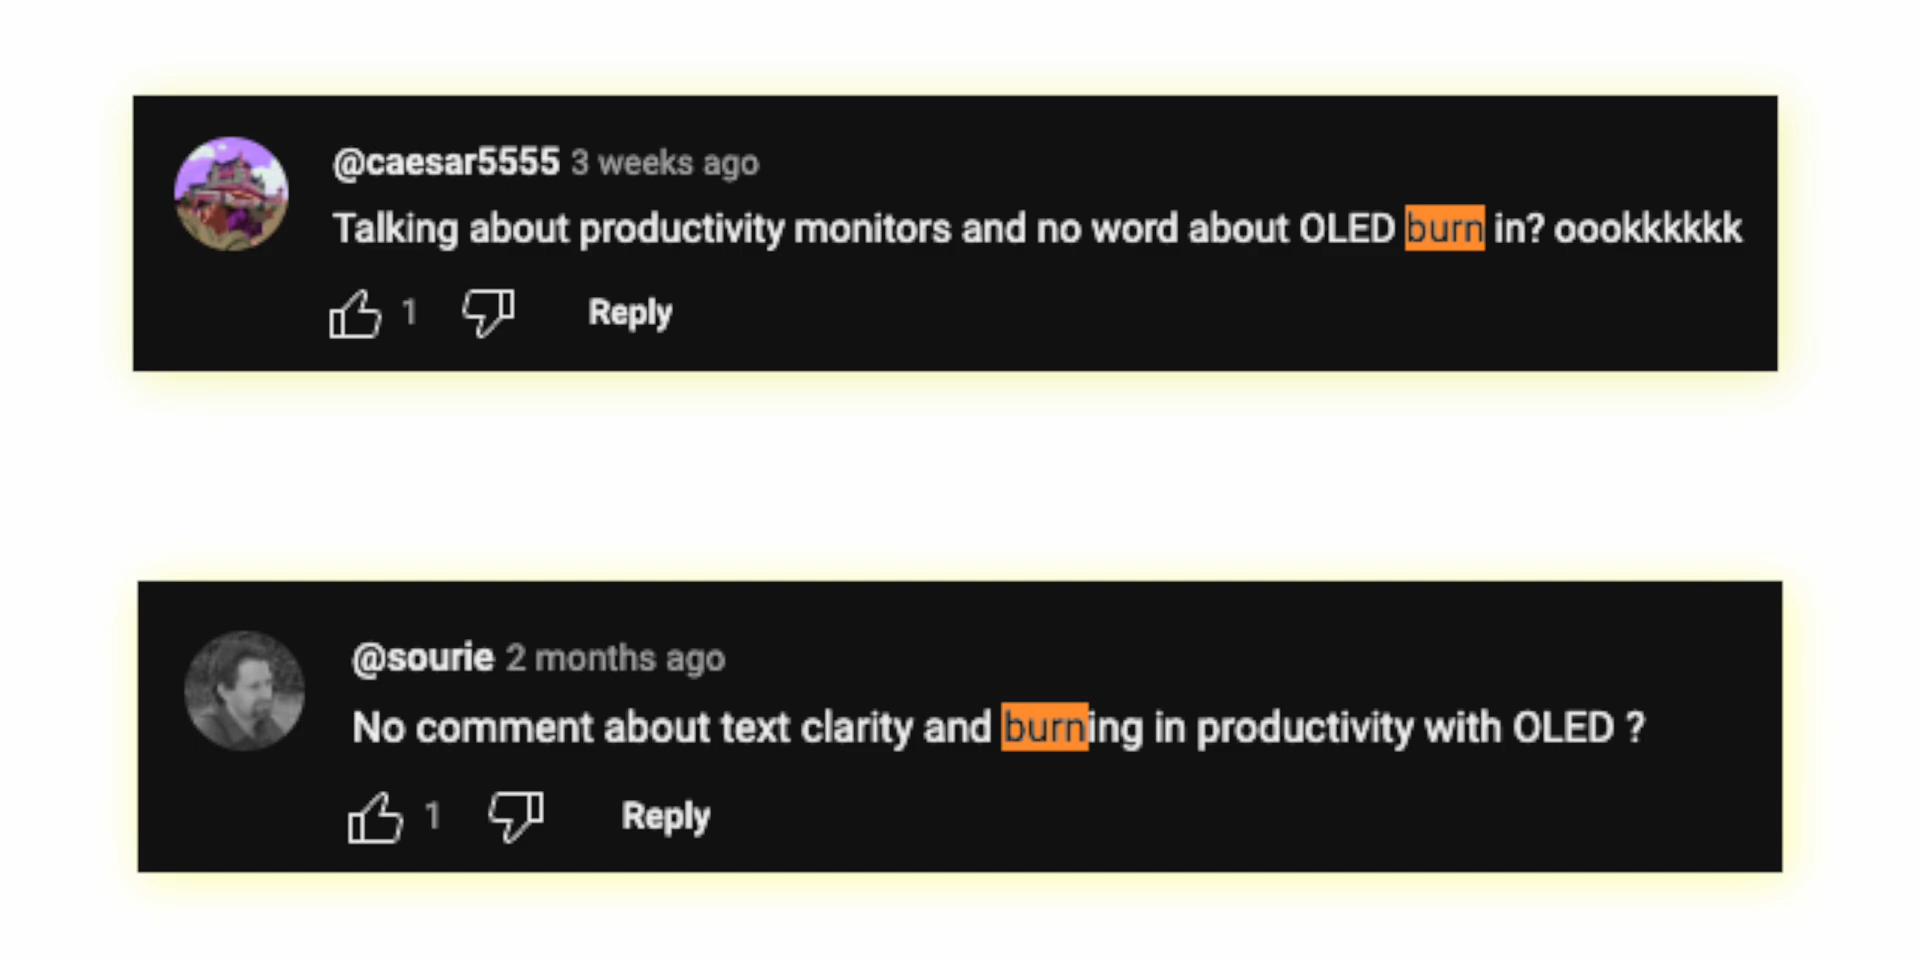 @caesar5555 3 weeks ago
Talking about productivity monitors and no word about OLED burn in? oookkkkkk
1 Reply
@sourie 2 months ago
No comment about text clarity and burning in productivity with OLED ?
1 Reply